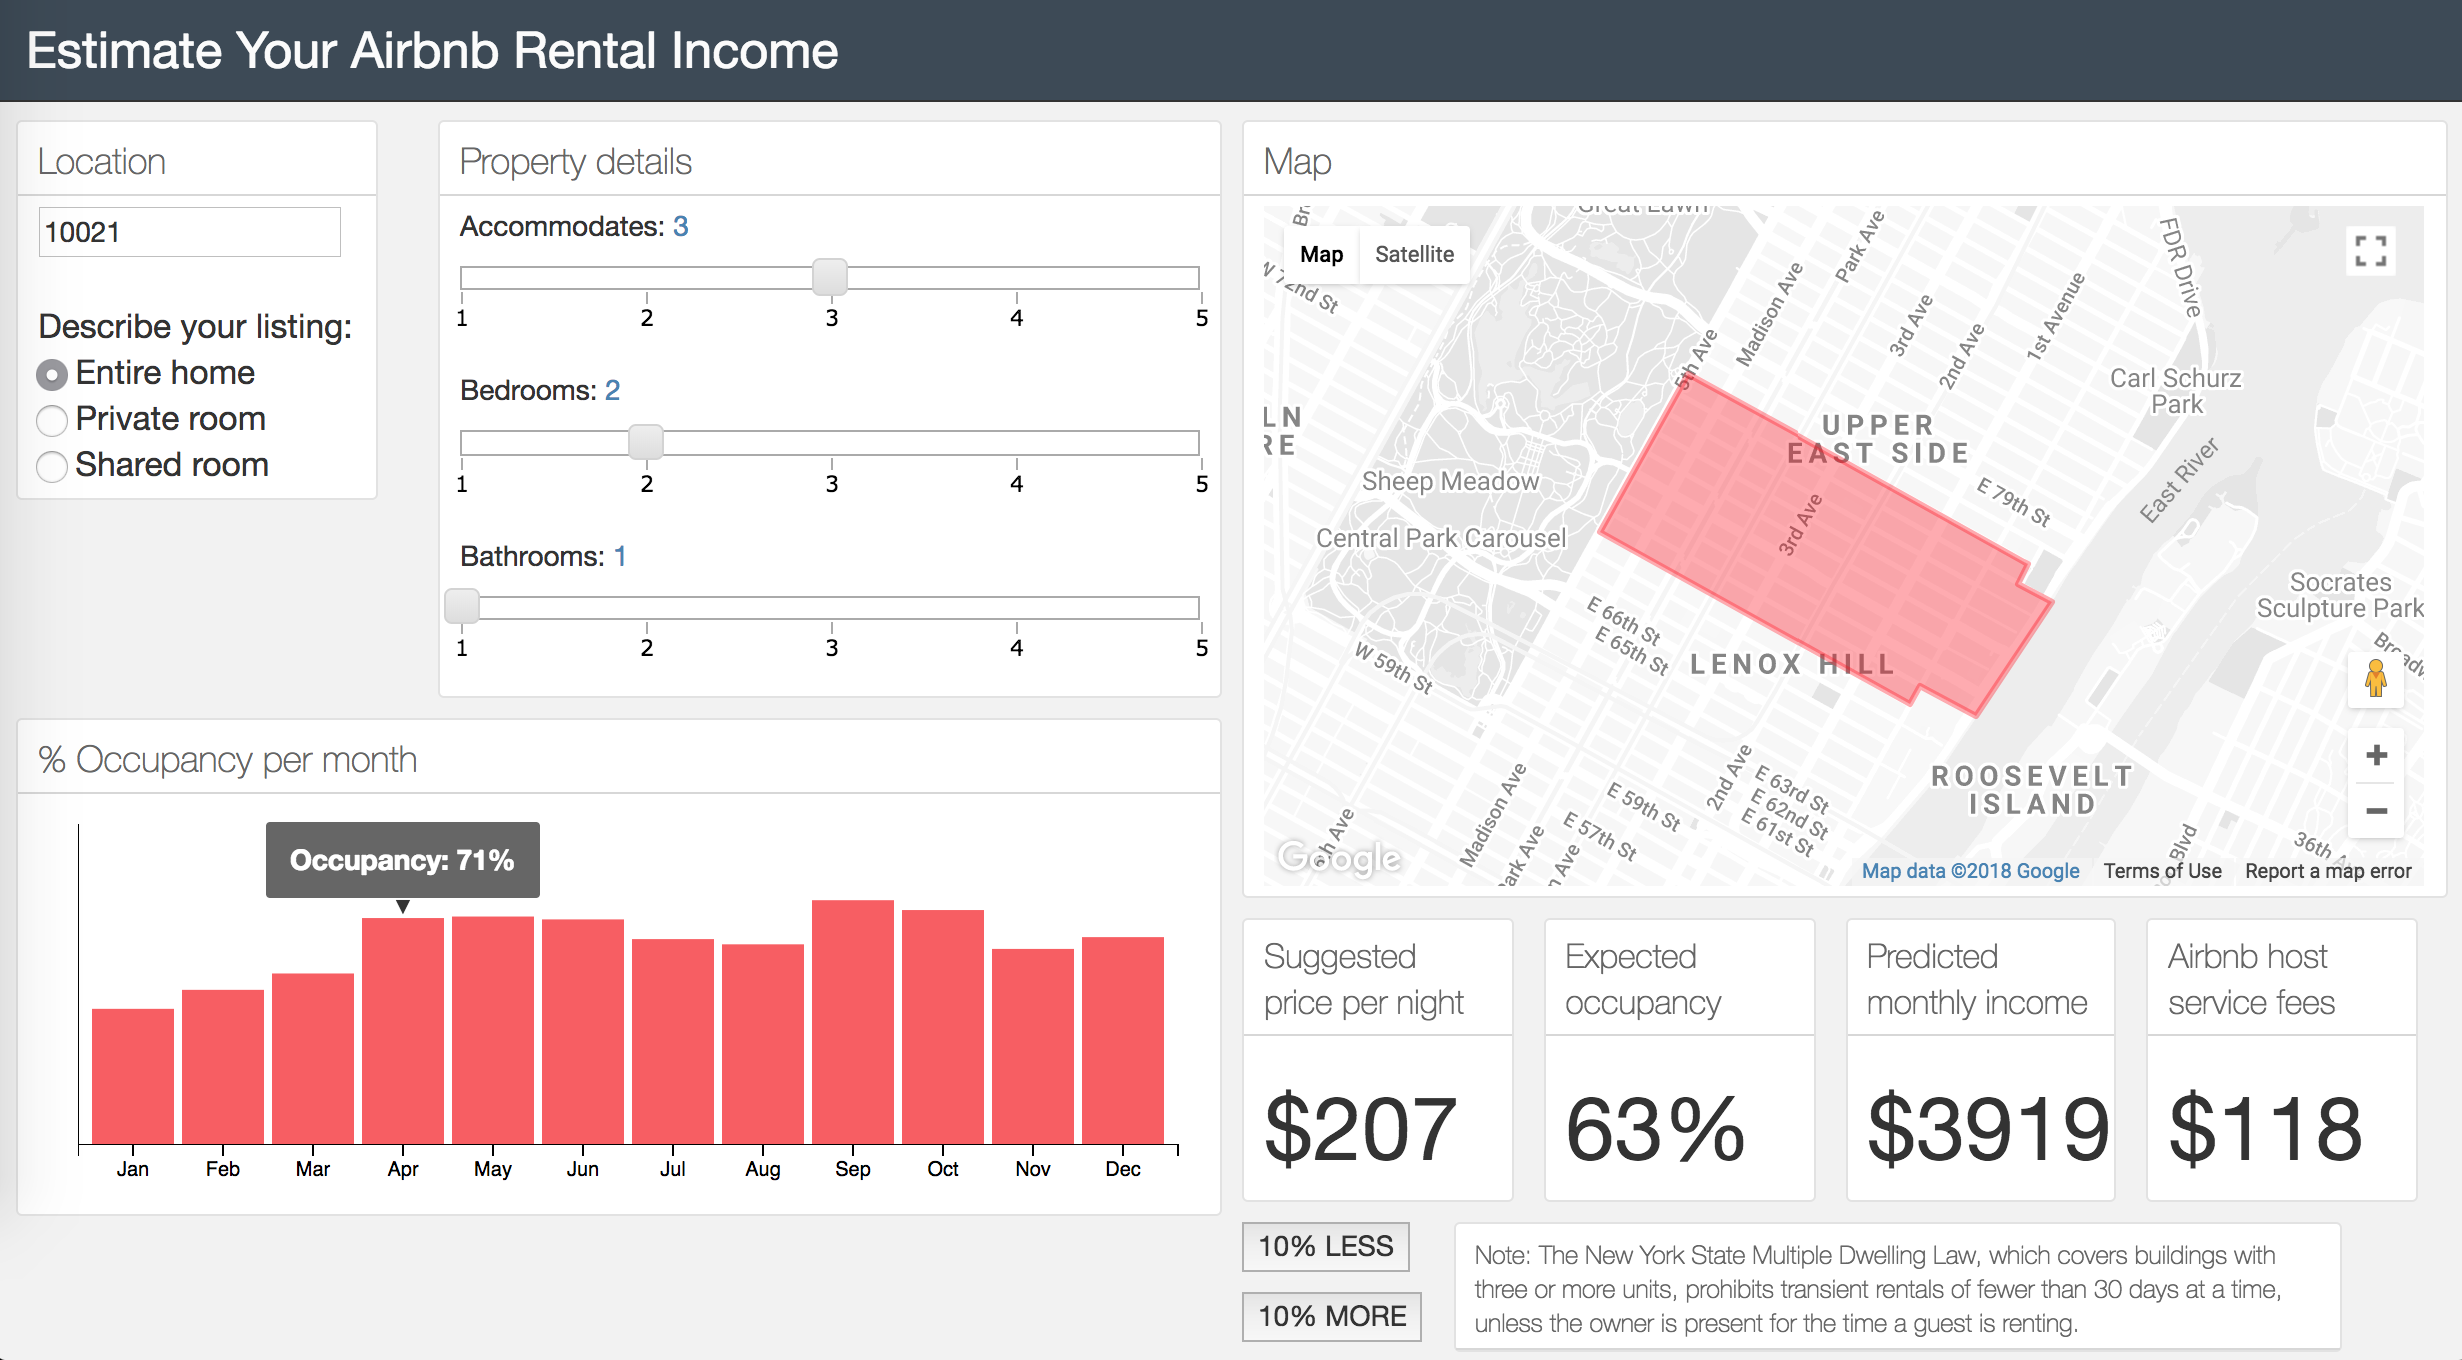 Estimate Your Airbnb Rental Income
Location
10021
Describe your listing:
Entire home
Private room
Shared room
Property details
Accommodates: 3
1 2 3 4 5
Bedrooms: 2
1 2 3 4 5
Bathrooms: 1
1 2 3 4 5
% Occupancy per month
Occupancy: 71%
Jan Feb Mar Apr May Jun Jul Aug Sep Oct Nov Dec
Map
Map Satellite
Great Lawn
W 72nd St
5th Ave
Madison Ave
Park Ave
3rd Ave
2nd Ave
1st Avenue
FDR Drive
Carl Schurz
Park
UPPER
EAST SIDE
LN
RE
Sheep Meadow
Central Park Carousel
3rd Ave
E 79th St
East River
Socrates
Sculpture Park
E 66th St
E 65th St
LENOX HILL
W 59th St
ROOSEVELT
ISLAND
2nd Ave
E 63rd St
E 62nd St
E 61st St
E 59th St
E 57th St
Madison Ave
Park Ave
Blvd
36th
Google
Map data ©2018 Google Terms of Use Report a map error
Suggested
price per night
$207
Expected
occupancy
63%
Predicted
monthly income
$3919
Airbnb host
service fees
$118
10% LESS
10% MORE
Note: The New York State Multiple Dwelling Law, which covers buildings with
three or more units, prohibits transient rentals of fewer than 30 days at a time,
unless the owner is present for the time a guest is renting.